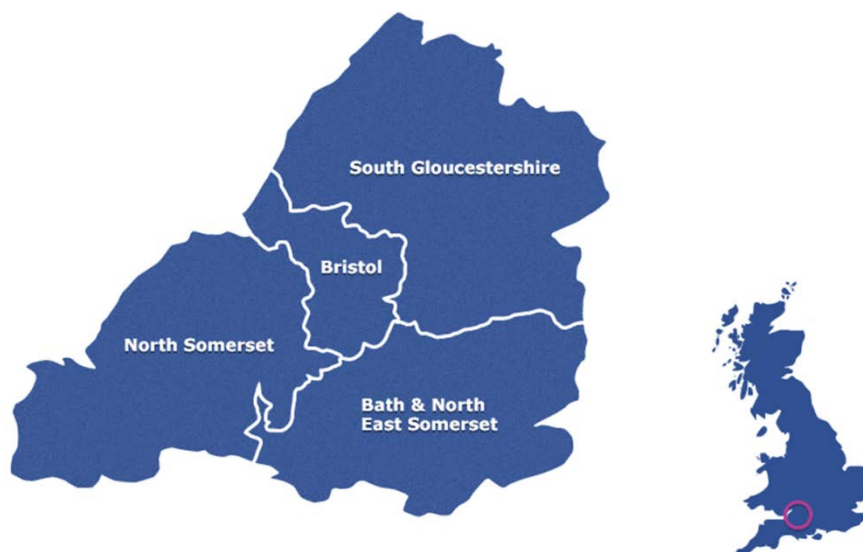 South Gloucestershire
Bristol
North Somerset
Bath & North
East Somerset